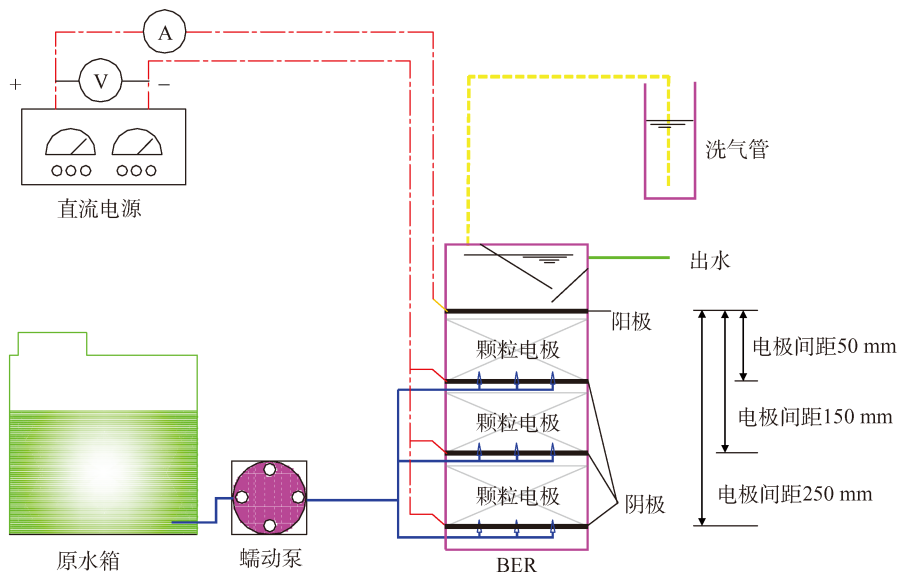 A
+
V
−
直流电源
洗气管
出水
阳极
颗粒电极
电极间距50 mm
颗粒电极
电极间距150 mm
颗粒电极
电极间距250 mm
阴极
原水箱
蠕动泵
BER